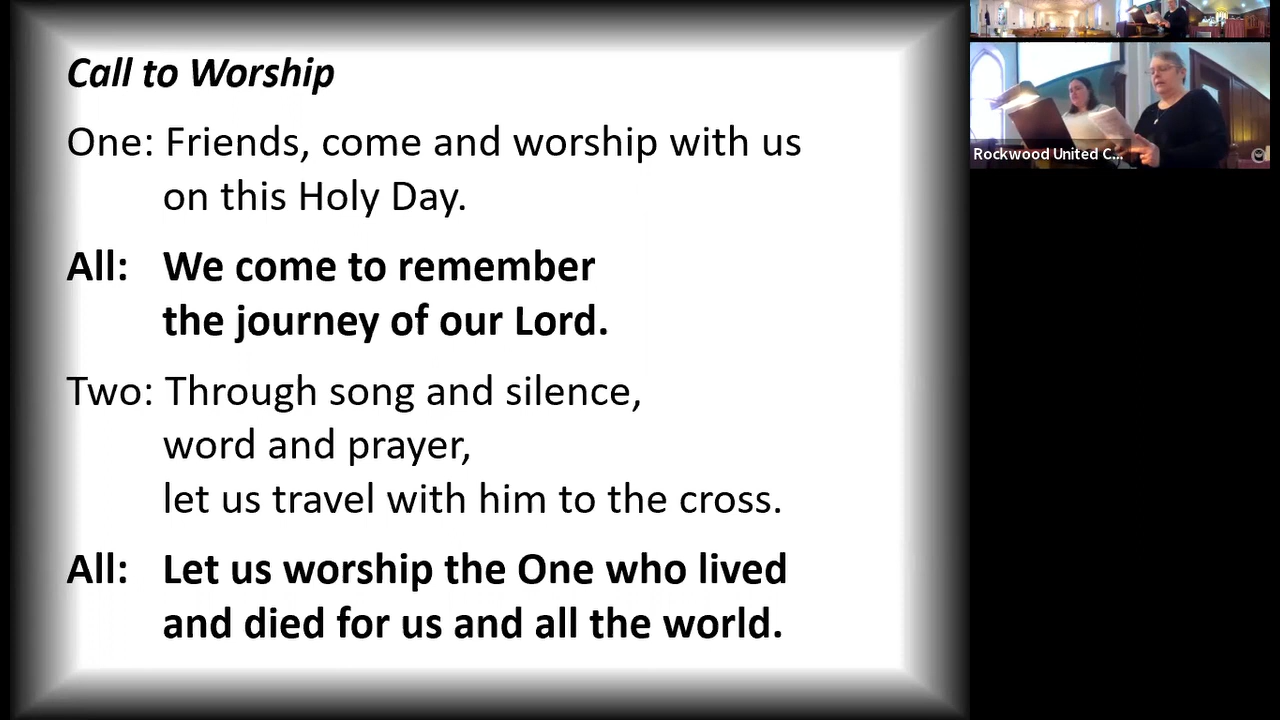 Call to Worship
One: Friends, come and worship with us
on this Holy Day.
All: We come to remember
the journey of our Lord.
Two: Through song and silence,
word and prayer,
let us travel with him to the cross.
All: Let us worship the One who lived
and died for us and all the world.
Rockwood United C...